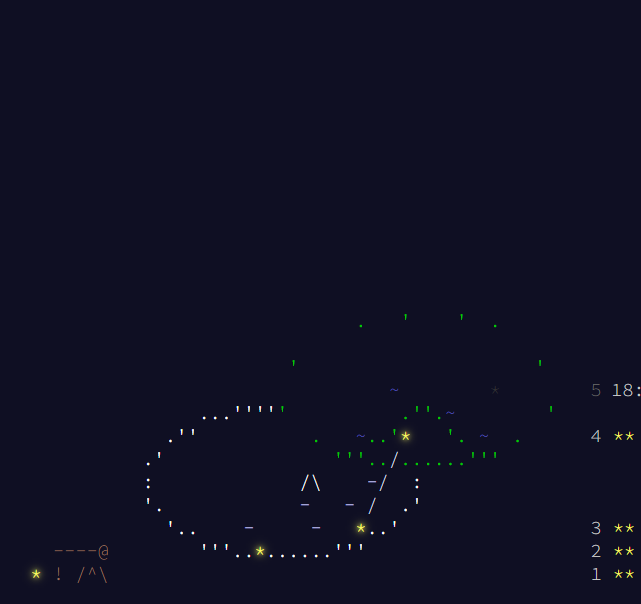 .   '    '  .
'                     '
~        *        5 18:
...'''''          .''.~        '
.''          .   ~..'*   '. ~  .      4 **
.'               '''../......'''
:             /\    -/  :
'.            -   - /  .'
'..    -     -   *..'                 3 **
----@        '''..*......'''                    2 **
* ! /^\                                           1 **